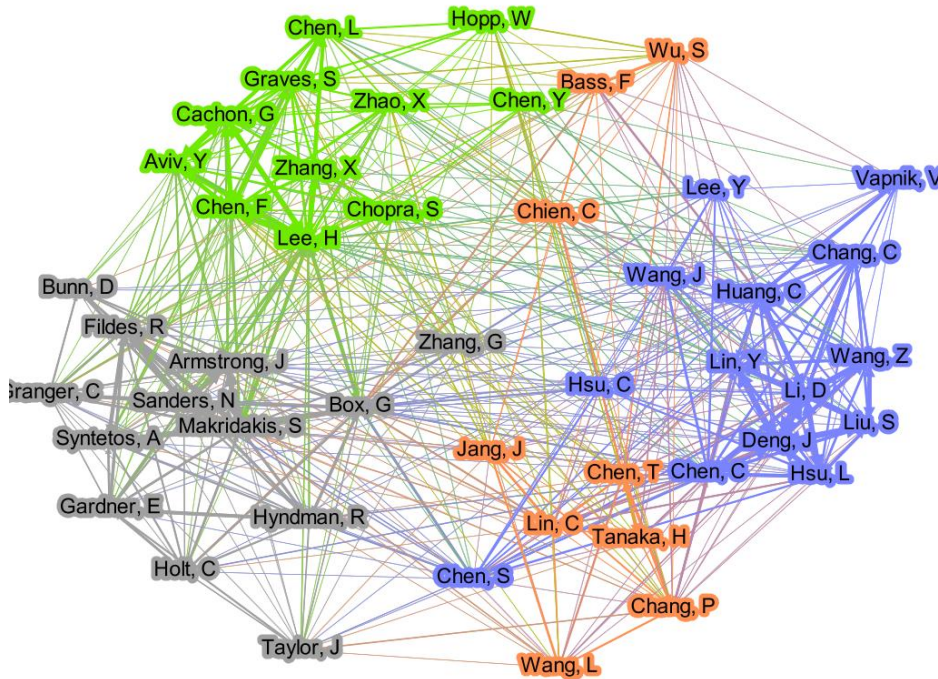 Chen, L
Hopp, W
Wu, S
Graves, S
Bass, F
Zhao, X
Chen, Y
Cachon, G
Aviv, Y
Zhang, X
Vapnik, V
Lee, Y
Chen, F
Chopra, S
Chien, C
Lee, H
Chang, C
Wang, J
Bunn, D
Huang, C
Fildes, R
Zhang, G
Armstrong, J
Lin, Y
Wang, Z
Granger, C
Hsu, C
Li, D
Sanders, N
Box, G
Makridakis, S
Liu, S
Syntetos, A
Deng, J
Jang, J
Chen, T
Chen, C
Hsu, L
Gardner, E
Hyndman, R
Lin, C
Tanaka, H
Holt, C
Chen, S
Chang, P
Taylor, J
Wang, L